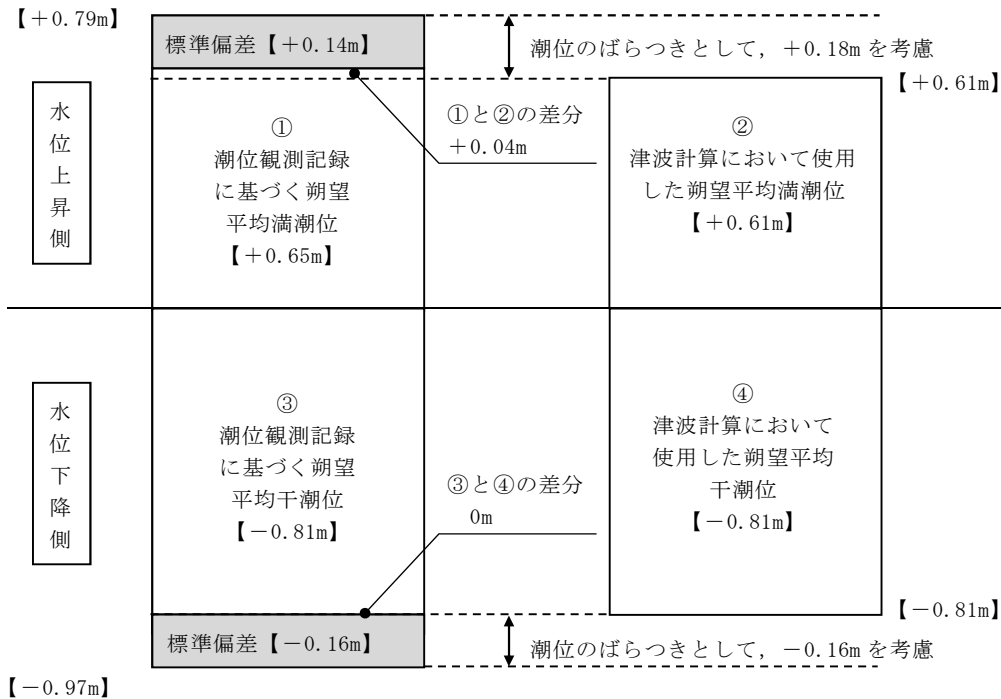 【+0.79m】
標準偏差【+0.14m】
潮位のばらつきとして，+0.18m を考慮
【+0.61m】
水位上昇側
①
潮位観測記録
に基づく朔望
平均満潮位
【+0.65m】
①と②の差分
+0.04m
②
津波計算において使用
した朔望平均満潮位
【+0.61m】
水位下降側
③
潮位観測記録
に基づく朔望
平均干潮位
【-0.81m】
③と④の差分
0m
④
津波計算において
使用した朔望平均
干潮位
【-0.81m】
【-0.81m】
標準偏差【-0.16m】
潮位のばらつきとして，-0.16m を考慮
【-0.97m】